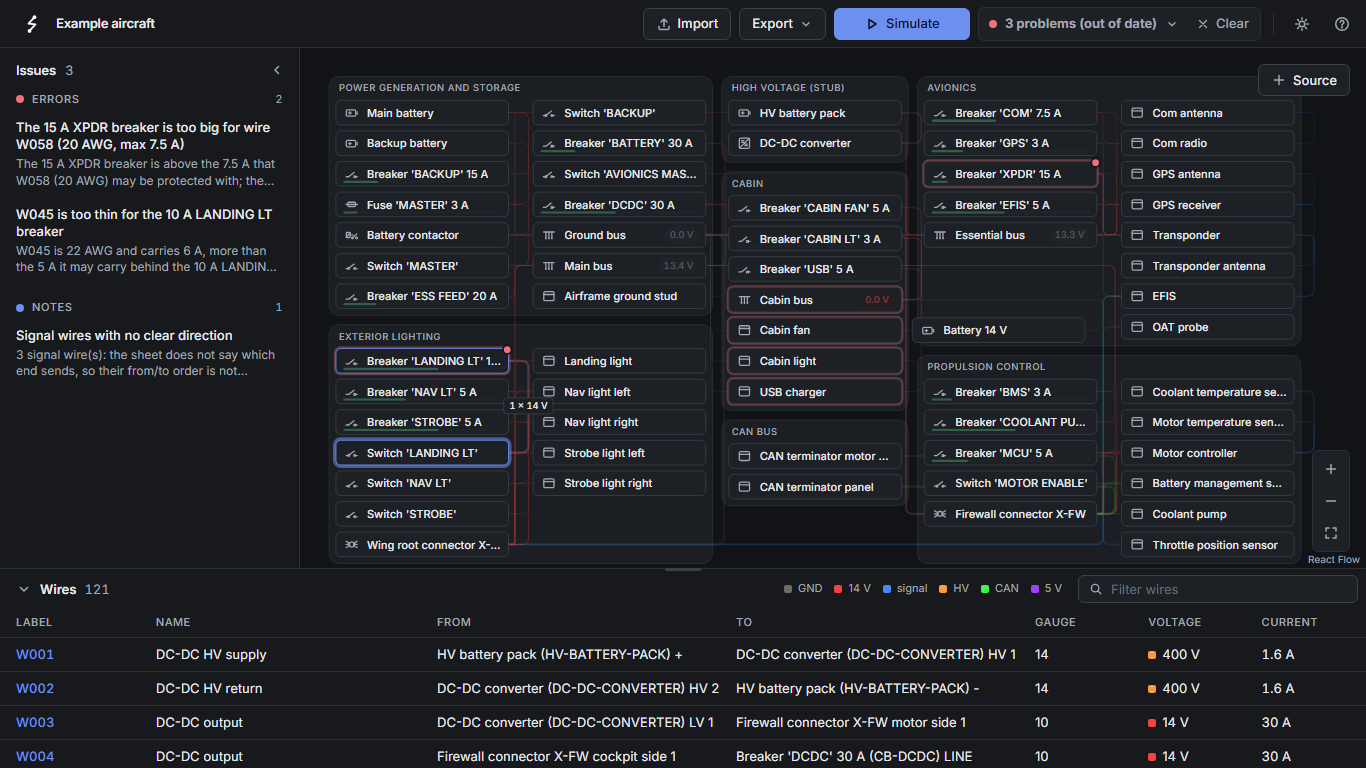 Example aircraft
Import
Export
Simulate
3 problems (out of date)
Clear
Issues 3
ERRORS 2
The 15 A XPDR breaker is too big for wire
W058 (20 AWG, max 7.5 A)
The 15 A XPDR breaker is above the 7.5 A that
W058 (20 AWG) may be protected with; the...
W045 is too thin for the 10 A LANDING LT
breaker
W045 is 22 AWG and carries 6 A, more than
the 5 A it may carry behind the 10 A LANDIN...
NOTES 1
Signal wires with no clear direction
3 signal wire(s): the sheet does not say which
end sends, so their from/to order is not...
Source
POWER GENERATION AND STORAGE
Main battery
Backup battery
Breaker 'BACKUP' 15 A
Fuse 'MASTER' 3 A
Battery contactor
Switch 'MASTER'
Breaker 'ESS FEED' 20 A
Switch 'BACKUP'
Breaker 'BATTERY' 30 A
Switch 'AVIONICS MAS...
Breaker 'DCDC' 30 A
Ground bus 0.0 V
Main bus 13.4 V
Airframe ground stud
EXTERIOR LIGHTING
Breaker 'LANDING LT' 1...
Breaker 'NAV LT' 5 A
Breaker 'STROBE' 5 A
Switch 'LANDING LT'
Switch 'NAV LT'
Switch 'STROBE'
Wing root connector X-...
1 × 14 V
Landing light
Nav light left
Nav light right
Strobe light left
Strobe light right
HIGH VOLTAGE (STUB)
HV battery pack
DC-DC converter
CABIN
Breaker 'CABIN FAN' 5 A
Breaker 'CABIN LT' 3 A
Breaker 'USB' 5 A
Cabin bus 0.0 V
Cabin fan
Cabin light
USB charger
CAN BUS
CAN terminator motor ...
CAN terminator panel
AVIONICS
Breaker 'COM' 7.5 A
Breaker 'GPS' 3 A
Breaker 'XPDR' 15 A
Breaker 'EFIS' 5 A
Essential bus 13.3 V
Com antenna
Com radio
GPS antenna
GPS receiver
Transponder
Transponder antenna
EFIS
OAT probe
Battery 14 V
PROPULSION CONTROL
Breaker 'BMS' 3 A
Breaker 'COOLANT PU...
Breaker 'MCU' 5 A
Switch 'MOTOR ENABLE'
Firewall connector X-FW
Coolant temperature se...
Motor temperature sen...
Motor controller
Battery management s...
Coolant pump
Throttle position sensor
React Flow
Wires 121
GND 14 V signal HV CAN 5 V
Filter wires
LABEL NAME FROM TO GAUGE VOLTAGE CURRENT
W001 DC-DC HV supply HV battery pack (HV-BATTERY-PACK) + DC-DC converter (DC-DC-CONVERTER) HV 1 14 400 V 1.6 A
W002 DC-DC HV return DC-DC converter (DC-DC-CONVERTER) HV 2 HV battery pack (HV-BATTERY-PACK) - 14 400 V 1.6 A
W003 DC-DC output DC-DC converter (DC-DC-CONVERTER) LV 1 Firewall connector X-FW motor side 1 10 14 V 30 A
W004 DC-DC output Firewall connector X-FW cockpit side 1 Breaker 'DCDC' 30 A (CB-DCDC) LINE 10 14 V 30 A